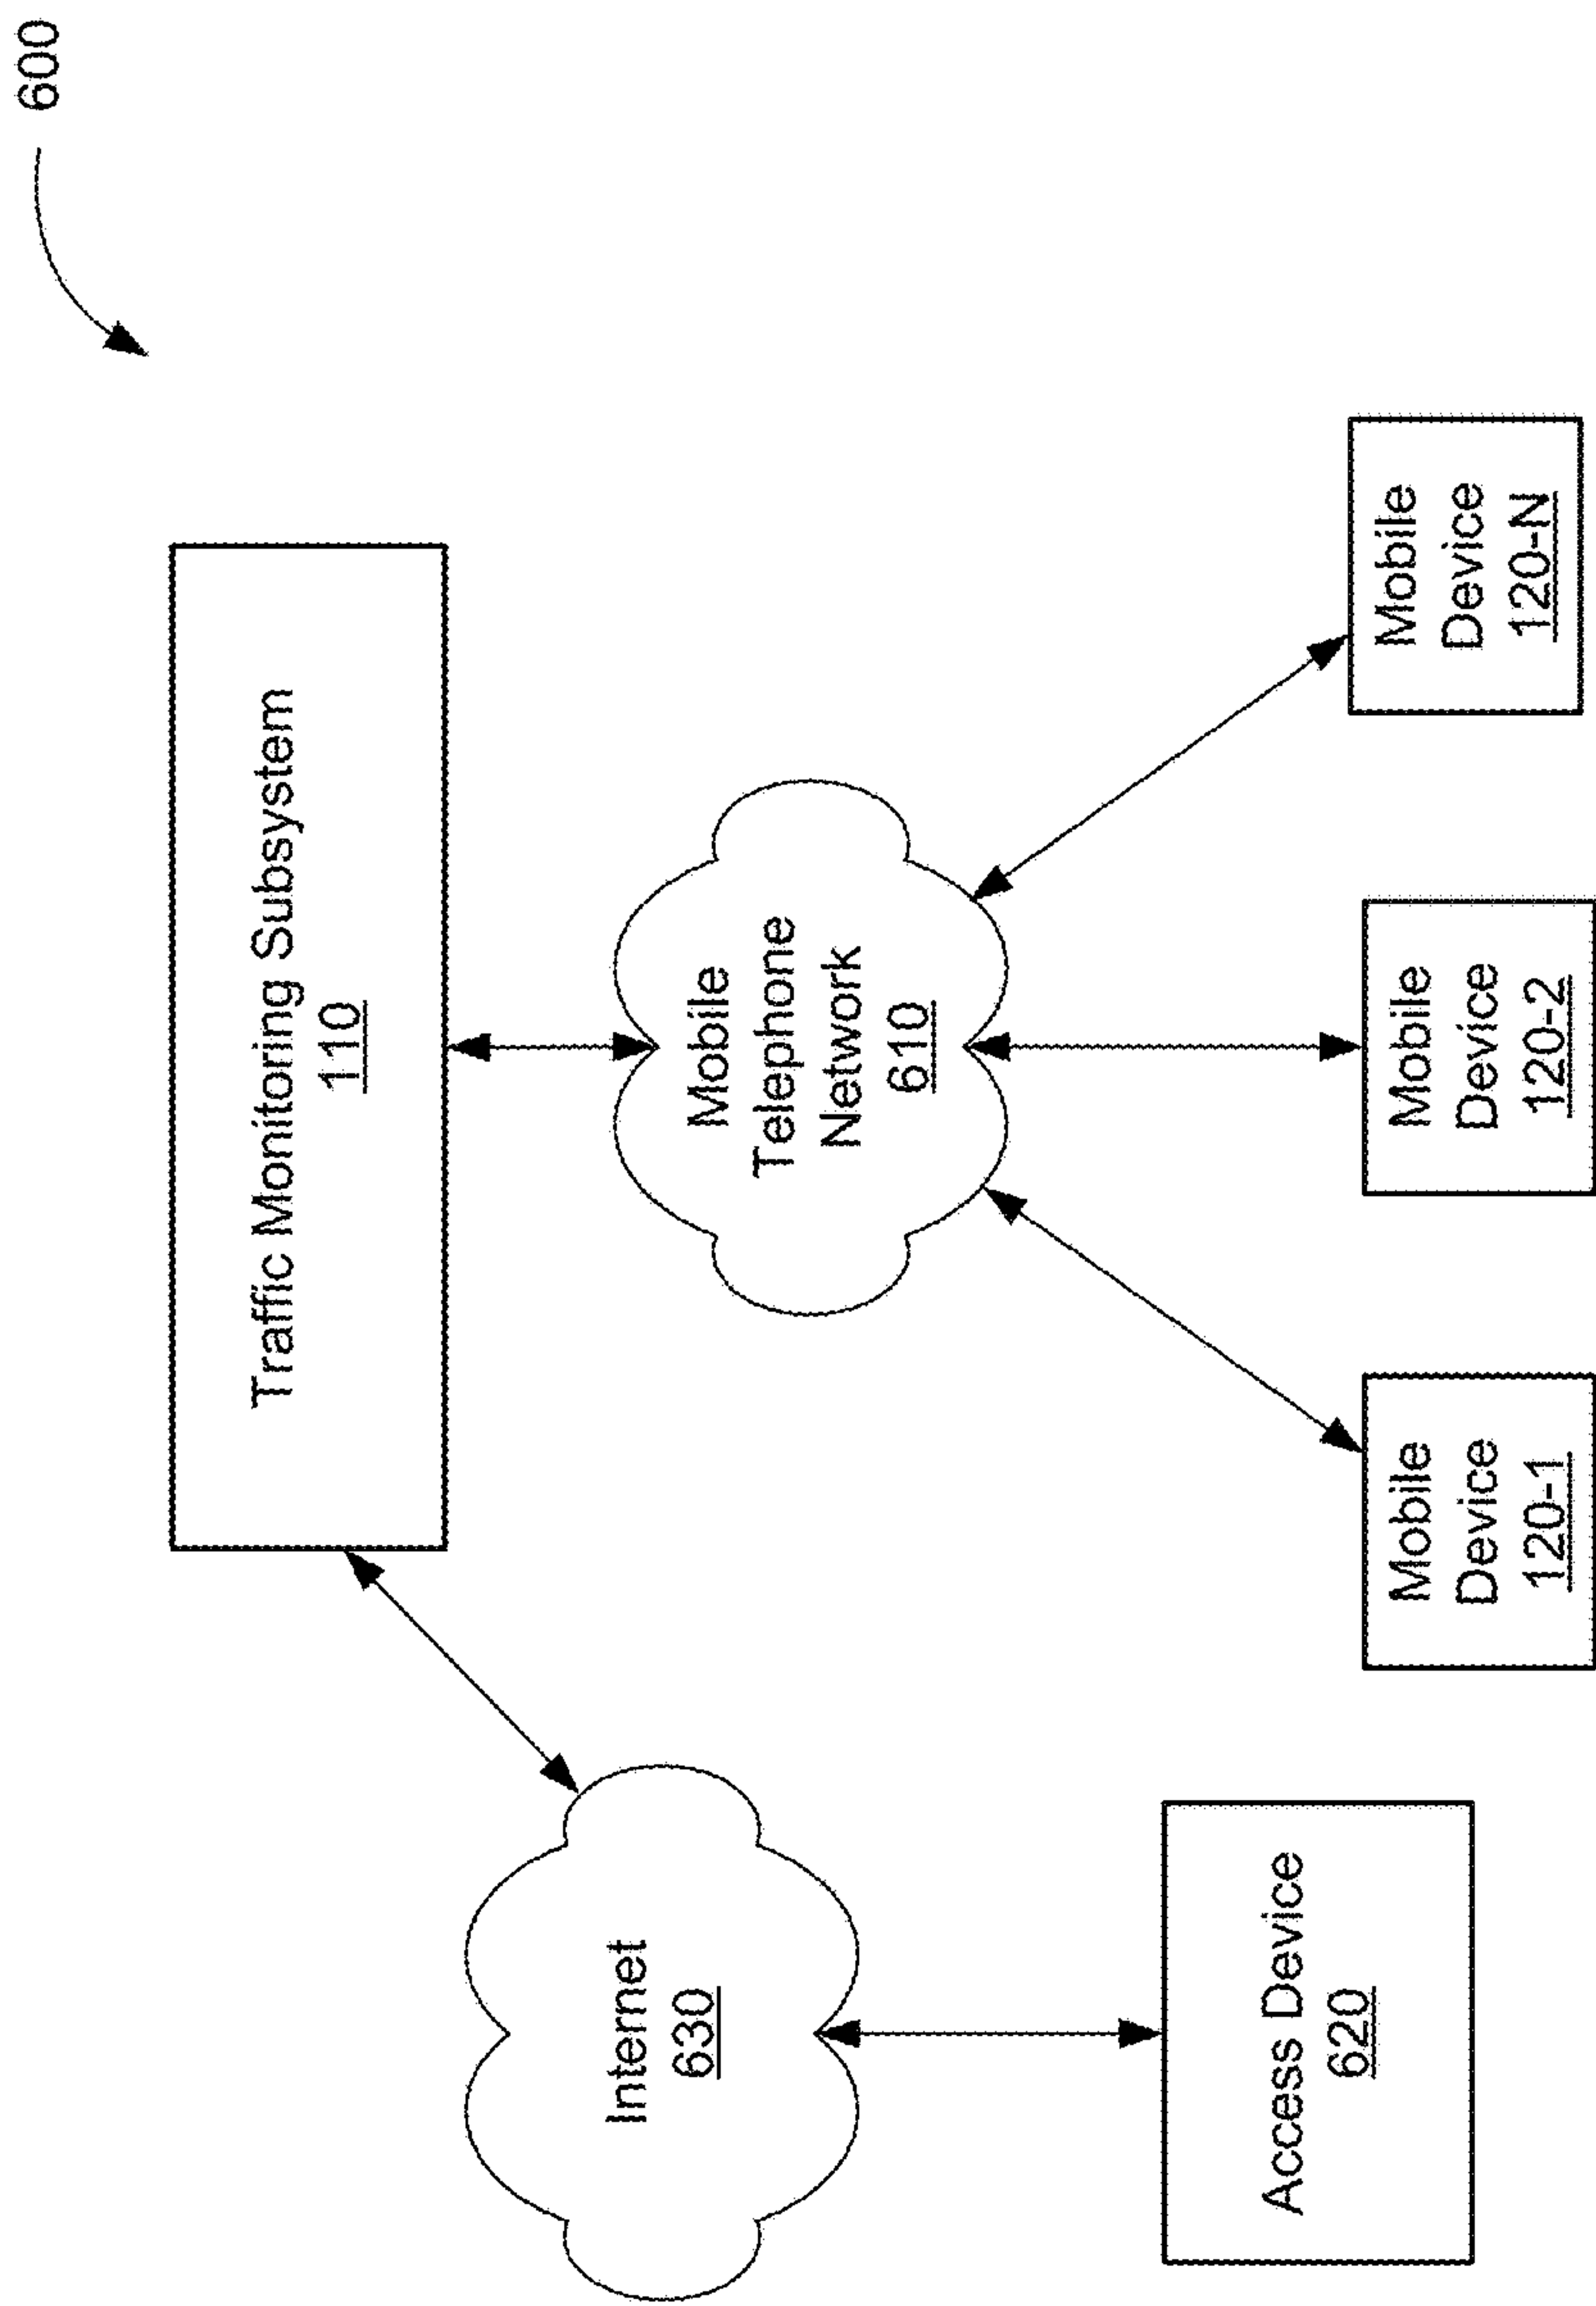 600
Traffic Monitoring Subsystem
110
Internet
630
Mobile
Telephone
Network
610
Access Device
620
Mobile
Device
120-1
Mobile
Device
120-2
Mobile
Device
120-N